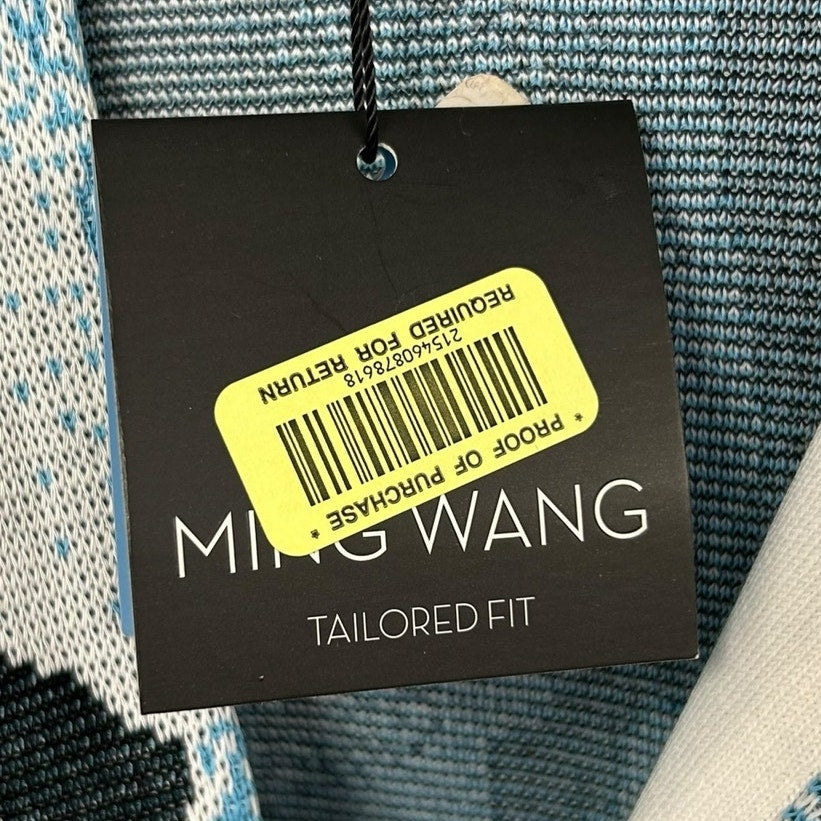 * PROOF OF PURCHASE *
215460878618
REQUIRED FOR RETURN
MING WANG
TAILORED FIT